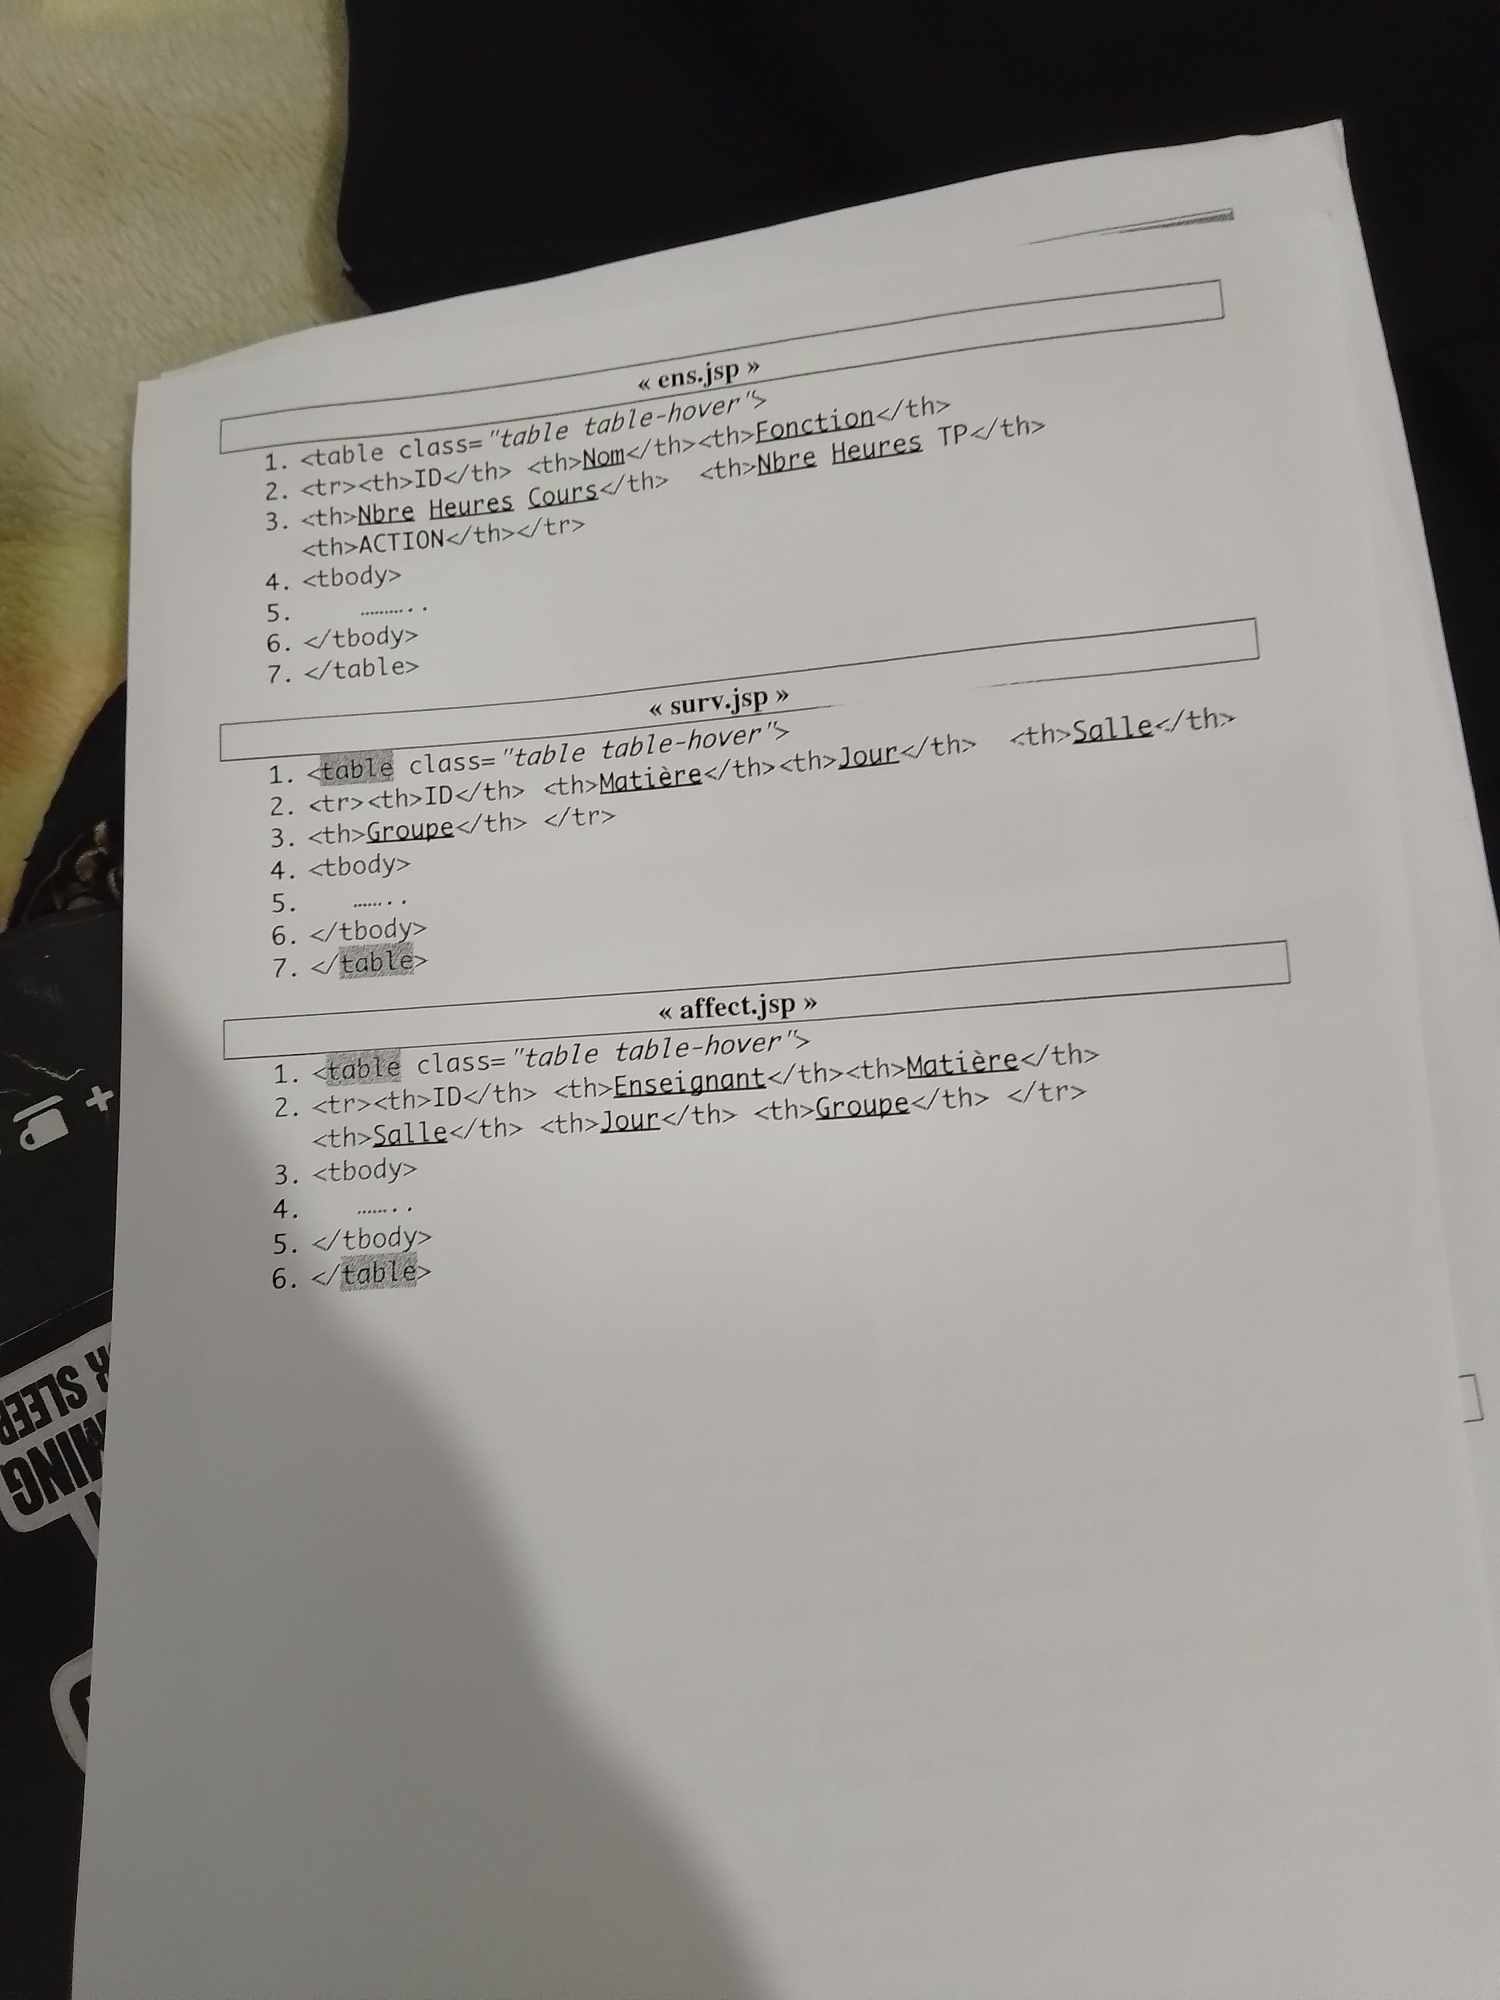 « ens.jsp »
1. <table class="table table-hover">
2. <tr><th>ID</th> <th>Nom</th><th>Fonction</th>
3. <th>Nbre Heures Cours</th> <th>Nbre Heures TP</th>
<th>ACTION</th></tr>
4. <tbody>
5. ...........
6. </tbody>
7. </table>
« surv.jsp »
1. <table class="table table-hover">
2. <tr><th>ID</th> <th>Matière</th><th>Jour</th> <th>Salle</th>
3. <th>Groupe</th> </tr>
4. <tbody>
5. ........
6. </tbody>
7. </table>
« affect.jsp »
1. <table class="table table-hover">
2. <tr><th>ID</th> <th>Enseignant</th><th>Matière</th>
<th>Salle</th> <th>Jour</th> <th>Groupe</th> </tr>
3. <tbody>
4. ........
5. </tbody>
6. </table>
+
SLEEP